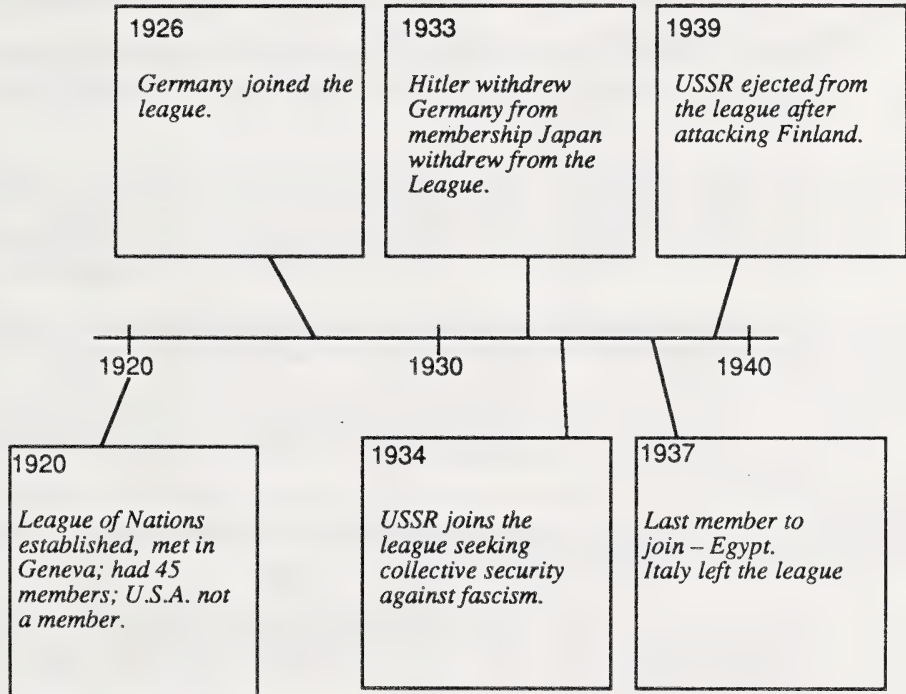 1926
Germany joined the
league.
1933
Hitler withdrew
Germany from
membership Japan
withdrew from the
League.
1939
USSR ejected from
the league after
attacking Finland.
1920
1930
1940
1920
League of Nations
established, met in
Geneva; had 45
members; U.S.A. not
a member.
1934
USSR joins the
league seeking
collective security
against fascism.
1937
Last member to
join – Egypt.
Italy left the league